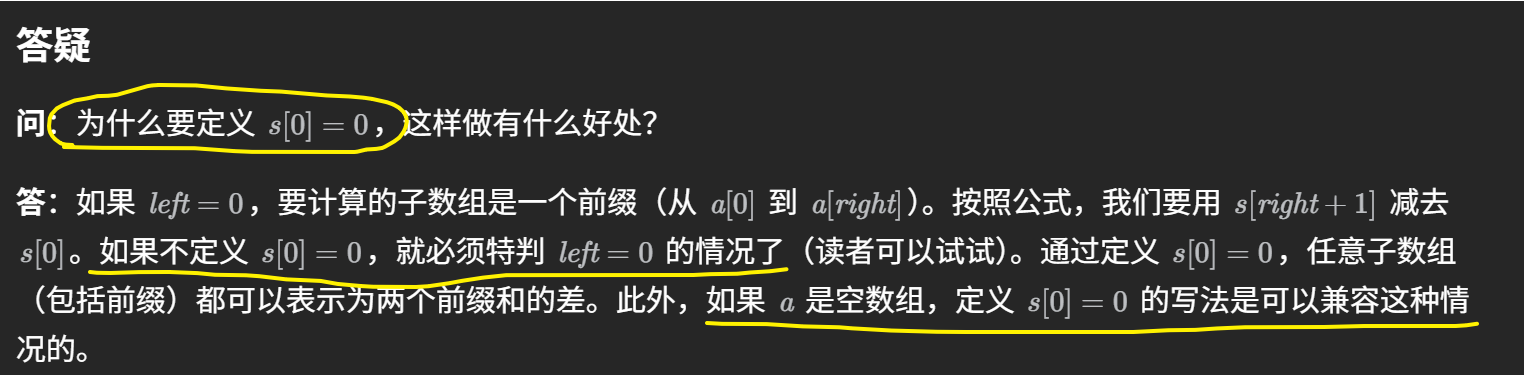 答疑
问：为什么要定义 s[0] = 0，这样做有什么好处？
答：如果 left = 0，要计算的子数组是一个前缀（从 a[0] 到 a[right]）。按照公式，我们要用 s[right + 1] 减去
s[0]。如果不定义 s[0] = 0，就必须特判 left = 0 的情况了（读者可以试试）。通过定义 s[0] = 0，任意子数组
（包括前缀）都可以表示为两个前缀和的差。此外，如果 a 是空数组，定义 s[0] = 0 的写法是可以兼容这种情
况的。